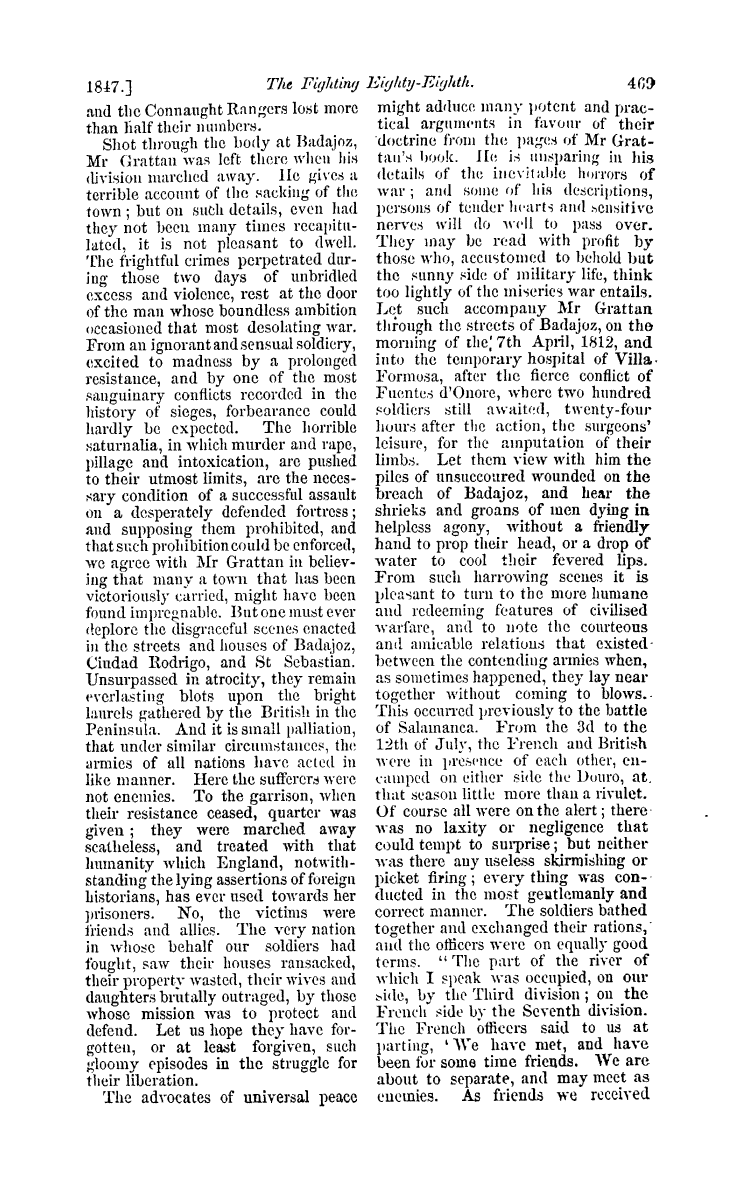 1847.] The Fighting Eighty-Eighth. 469
and the Connaught Rangers lost more
than half their numbers.
Shot through the body at Badajoz,
Mr Grattan was left there when his
division marched away. He gives a
terrible account of the sacking of the
town; but on such details, even had
they not been many times recapitu-
lated, it is not pleasant to dwell.
The frightful crimes perpetrated dur-
ing those two days of unbridled
excess and violence, rest at the door
of the man whose boundless ambition
occasioned that most desolating war.
From an ignorant and sensual soldiery,
excited to madness by a prolonged
resistance, and by one of the most
sanguinary conflicts recorded in the
history of sieges, forbearance could
hardly be expected. The horrible
saturnalia, in which murder and rape,
pillage and intoxication, are pushed
to their utmost limits, are the neces-
sary condition of a successful assault
on a desperately defended fortress;
and supposing them prohibited, and
that such prohibition could be enforced,
we agree with Mr Grattan in believ-
ing that many a town that has been
victoriously carried, might have been
found impregnable. But one must ever
deplore the disgraceful scenes enacted
in the streets and houses of Badajoz,
Ciudad Rodrigo, and St Sebastian.
Unsurpassed in atrocity, they remain
everlasting blots upon the bright
laurels gathered by the British in the
Peninsula. And it is small palliation,
that under similar circumstances, the
armies of all nations have acted in
like manner. Here the sufferers were
not enemies. To the garrison, when
their resistance ceased, quarter was
given; they were marched away
scatheless, and treated with that
humanity which England, notwith-
standing the lying assertions of foreign
historians, has ever used towards her
prisoners. No, the victims were
friends and allies. The very nation
in whose behalf our soldiers had
fought, saw their houses ransacked,
their property wasted, their wives and
daughters brutally outraged, by those
whose mission was to protect and
defend. Let us hope they have for-
gotten, or at least forgiven, such
gloomy episodes in the struggle for
their liberation.
The advocates of universal peace
might adduce many potent and prac-
tical arguments in favour of their
doctrine from the pages of Mr Grat-
tan's book. He is unsparing in his
details of the inevitable horrors of
war; and some of his descriptions,
persons of tender hearts and sensitive
nerves will do well to pass over.
They may be read with profit by
those who, accustomed to behold but
the sunny side of military life, think
too lightly of the miseries war entails.
Let such accompany Mr Grattan
through the streets of Badajoz, on the
morning of the 7th April, 1812, and
into the temporary hospital of Villa
Formosa, after the fierce conflict of
Fuentes d'Onore, where two hundred
soldiers still awaited, twenty-four
hours after the action, the surgeons'
leisure, for the amputation of their
limbs. Let them view with him the
piles of unsuccoured wounded on the
breach of Badajoz, and hear the
shrieks and groans of men dying in
helpless agony, without a friendly
hand to prop their head, or a drop of
water to cool their fevered lips.
From such harrowing scenes it is
pleasant to turn to the more humane
and redeeming features of civilised
warfare, and to note the courteous
and amicable relations that existed
between the contending armies when,
as sometimes happened, they lay near
together without coming to blows.
This occurred previously to the battle
of Salamanca. From the 3d to the
12th of July, the French and British
were in presence of each other, en-
camped on either side the Douro, at
that season little more than a rivulet.
Of course all were on the alert; there
was no laxity or negligence that
could tempt to surprise; but neither
was there any useless skirmishing or
picket firing; every thing was con-
ducted in the most gentlemanly and
correct manner. The soldiers bathed
together and exchanged their rations,
and the officers were on equally good
terms. "The part of the river of
which I speak was occupied, on our
side, by the Third division; on the
French side by the Seventh division.
The French officers said to us at
parting, 'We have met, and have
been for some time friends. We are
about to separate, and may meet as
enemies. As friends we received